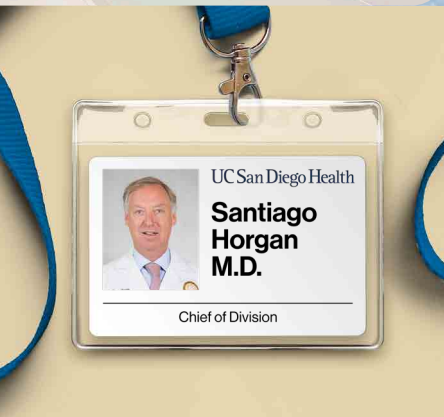 UC San Diego Health
Santiago
Horgan
M.D.
Chief of Division